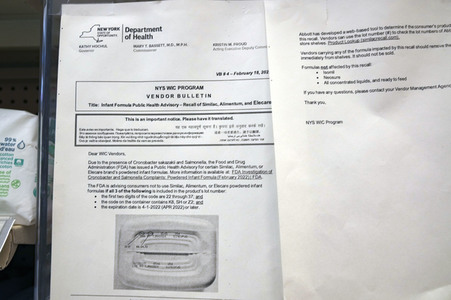 NEW YORK
STATE OF
OPPORTUNITY.
Department
of Health
KATHY HOCHUL
Governor
MARY T. BASSETT, M.D., M.P.H.
Commissioner
KRISTIN M. PROUD
Acting Executive Deputy
VB # 4 – February 18, 202
NYS WIC PROGRAM
VENDOR BULLETIN
Title: Infant Formula Public Health Advisory – Recall of Similac, Alimentum, and Elecare
This is an important notice. Please have it translated.
Dear WIC Vendors,
Due to the presence of Cronobacter sakazakii and Salmonella, the Food and Drug
Administration (FDA) has issued a Public Health Advisory for certain Similac, Alimentum, or
Elecare brand's powdered infant formulas. More information is available at: FDA Investigation of
Cronobacter and Salmonella Complaints: Powdered Infant Formula (February 2022) | FDA
The FDA is advising consumers not to use Similac, Alimentum, or Elecare powdered infant
formulas if all 3 of the following is included in the product's lot number:
• the first two digits of the code are 22 through 37; and
• the code on the container contains K8, SH or Z2; and
• the expiration date is 4-1-2022 (APR 2022) or later.
Abbott has developed a web-based tool to determine if the consumer's product
this recall. Vendors can use the lot number (# to check the lot numbers of Abbott
store shelves. Product Lookup (similacrecall.com).
Vendors carrying any of the formula impacted by this recall should remove the
immediately from shelves. It should not be sold.
Formulas not affected by this recall:
• Isomil
• Neosure
• All concentrated liquids, and ready to feed
If you have any questions, please contact your Vendor Management Agency
Thank you,
NYS WIC Program
99%
water